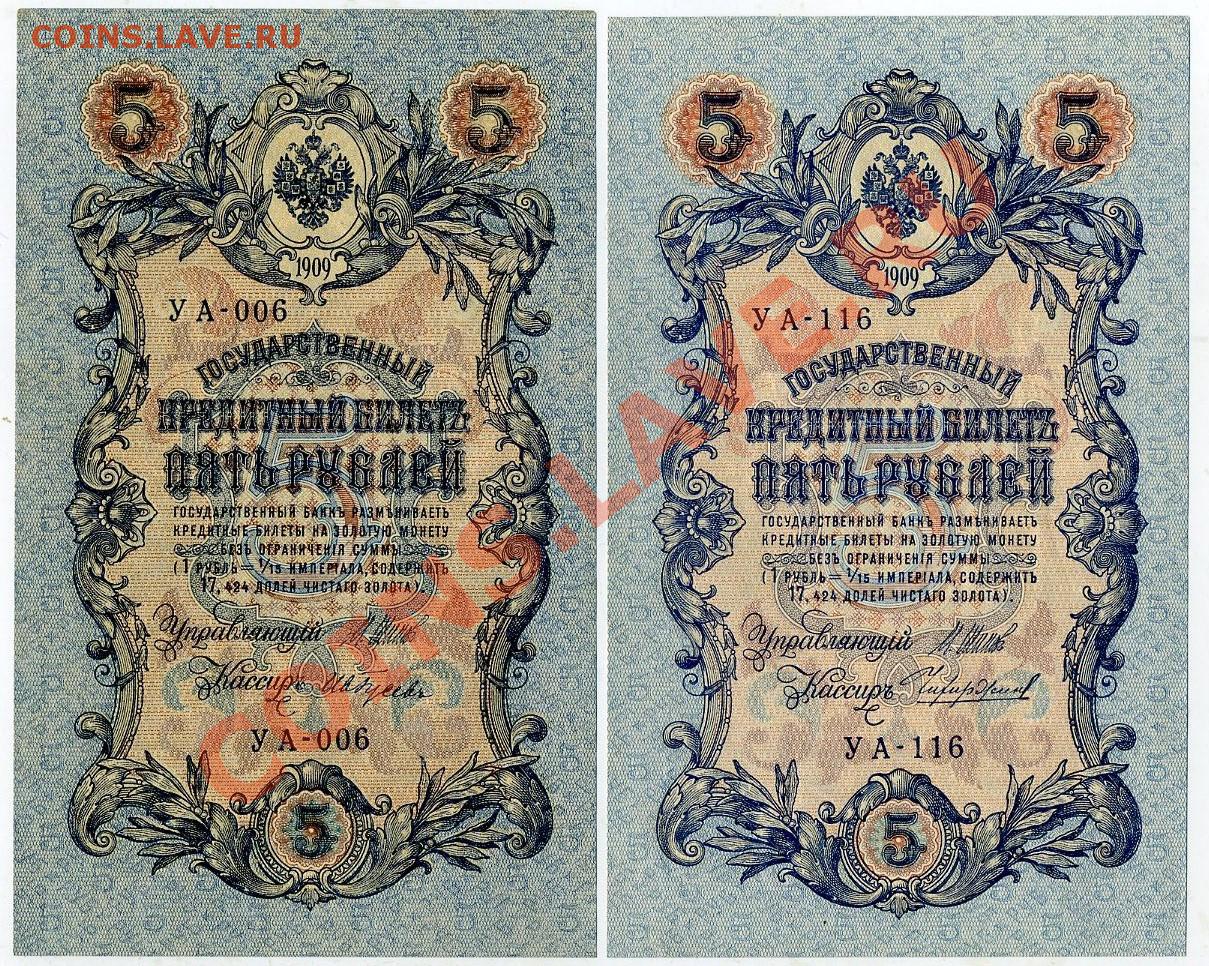 COINS.LAVE.RU
5 5
1909
УА-006
ГОСУДАРСТВЕННЫЙ
КРЕДИТНЫЙ БИЛЕТЪ
ПЯТЬ РУБЛЕЙ
ГОСУДАРСТВЕННЫЙ БАНКЪ РАЗМѢНИВАЕТЪ
КРЕДИТНЫЕ БИЛЕТЫ НА ЗОЛОТУЮ МОНЕТУ
БЕЗЪ ОГРАНИЧЕНІЯ СУММЫ
(1 РУБЛЬ = 1/15 ИМПЕРІАЛА, СОДЕРЖИТЪ
17,424 ДОЛЕЙ ЧИСТАГО ЗОЛОТА).
Управляющій
Кассиръ
УА-006
5
5 5
1909
УА-116
ГОСУДАРСТВЕННЫЙ
КРЕДИТНЫЙ БИЛЕТЪ
ПЯТЬ РУБЛЕЙ
ГОСУДАРСТВЕННЫЙ БАНКЪ РАЗМѢНИВАЕТЪ
КРЕДИТНЫЕ БИЛЕТЫ НА ЗОЛОТУЮ МОНЕТУ
БЕЗЪ ОГРАНИЧЕНІЯ СУММЫ
(1 РУБЛЬ = 1/15 ИМПЕРІАЛА, СОДЕРЖИТЪ
17,424 ДОЛЕЙ ЧИСТАГО ЗОЛОТА).
Управляющій
Кассиръ
УА-116
5
COINS.LAVE.RU